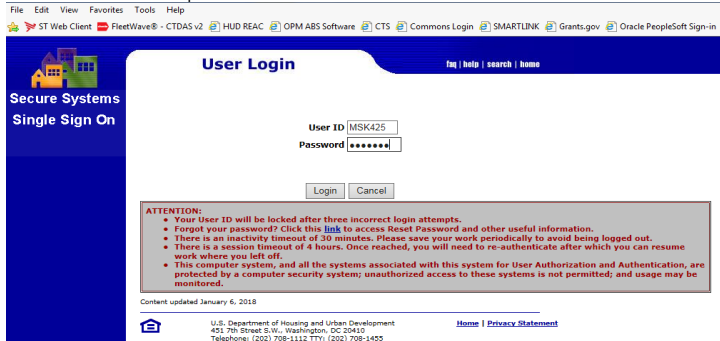 File Edit View Favorites Tools Help
ST Web Client FleetWave® - CTDAS v2 HUD REAC OPM ABS Software CTS Commons Login SMARTLINK Grants.gov Oracle PeopleSoft Sign-in
User Login
faq | help | search | home
Secure Systems
Single Sign On
User ID MSK425
Password •••••••
Login Cancel
ATTENTION:
• Your User ID will be locked after three incorrect login attempts.
• Forgot your password? Click this link to access Reset Password and other useful information.
• There is an inactivity timeout of 30 minutes. Please save your work periodically to avoid being logged out.
• There is a session timeout of 4 hours. Once reached, you will need to re-authenticate after which you can resume
work where you left off.
• This computer system, and all the systems associated with this system for User Authorization and Authentication, are
protected by a computer security system; unauthorized access to these systems is not permitted; and usage may be
monitored.
Content updated January 6, 2018
U.S. Department of Housing and Urban Development
451 7th Street S.W., Washington, DC 20410
Telephone: (202) 708-1112 TTY: (202) 708-1455
Home | Privacy Statement